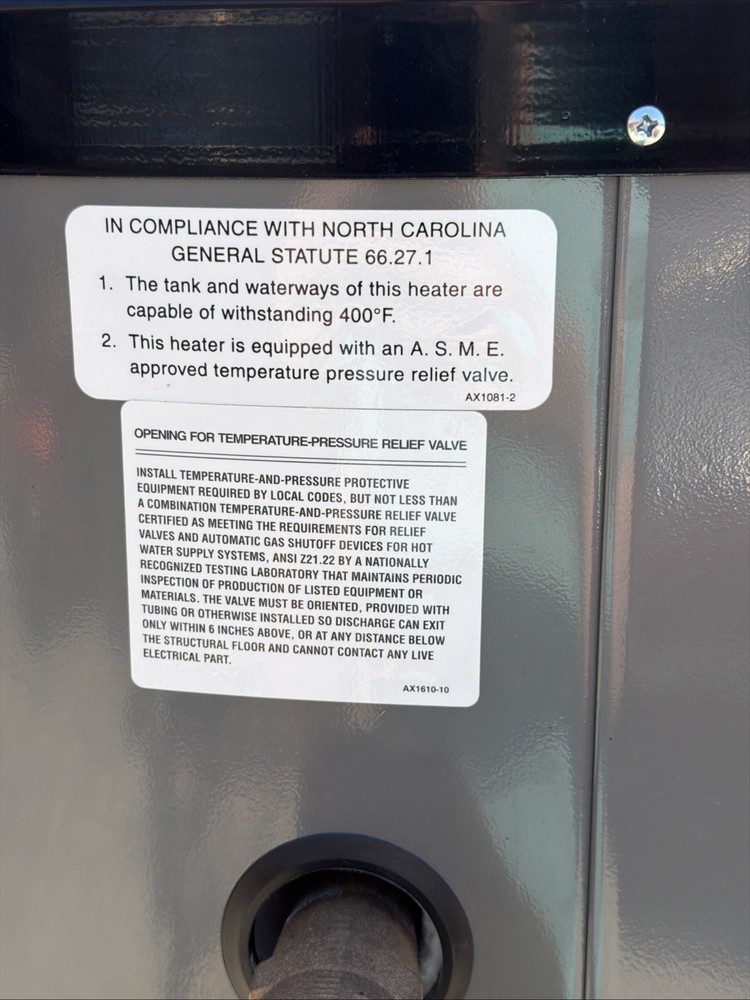 IN COMPLIANCE WITH NORTH CAROLINA
GENERAL STATUTE 66.27.1
1. The tank and waterways of this heater are
capable of withstanding 400°F.
2. This heater is equipped with an A. S. M. E.
approved temperature pressure relief valve.
AX1081-2
OPENING FOR TEMPERATURE-PRESSURE RELIEF VALVE
INSTALL TEMPERATURE-AND-PRESSURE PROTECTIVE
EQUIPMENT REQUIRED BY LOCAL CODES, BUT NOT LESS THAN
A COMBINATION TEMPERATURE-AND-PRESSURE RELIEF VALVE
CERTIFIED AS MEETING THE REQUIREMENTS FOR RELIEF
VALVES AND AUTOMATIC GAS SHUTOFF DEVICES FOR HOT
WATER SUPPLY SYSTEMS, ANSI Z21.22 BY A NATIONALLY
RECOGNIZED TESTING LABORATORY THAT MAINTAINS PERIODIC
INSPECTION OF PRODUCTION OF LISTED EQUIPMENT OR
MATERIALS. THE VALVE MUST BE ORIENTED, PROVIDED WITH
TUBING OR OTHERWISE INSTALLED SO DISCHARGE CAN EXIT
ONLY WITHIN 6 INCHES ABOVE, OR AT ANY DISTANCE BELOW
THE STRUCTURAL FLOOR AND CANNOT CONTACT ANY LIVE
ELECTRICAL PART.
AX1610-10